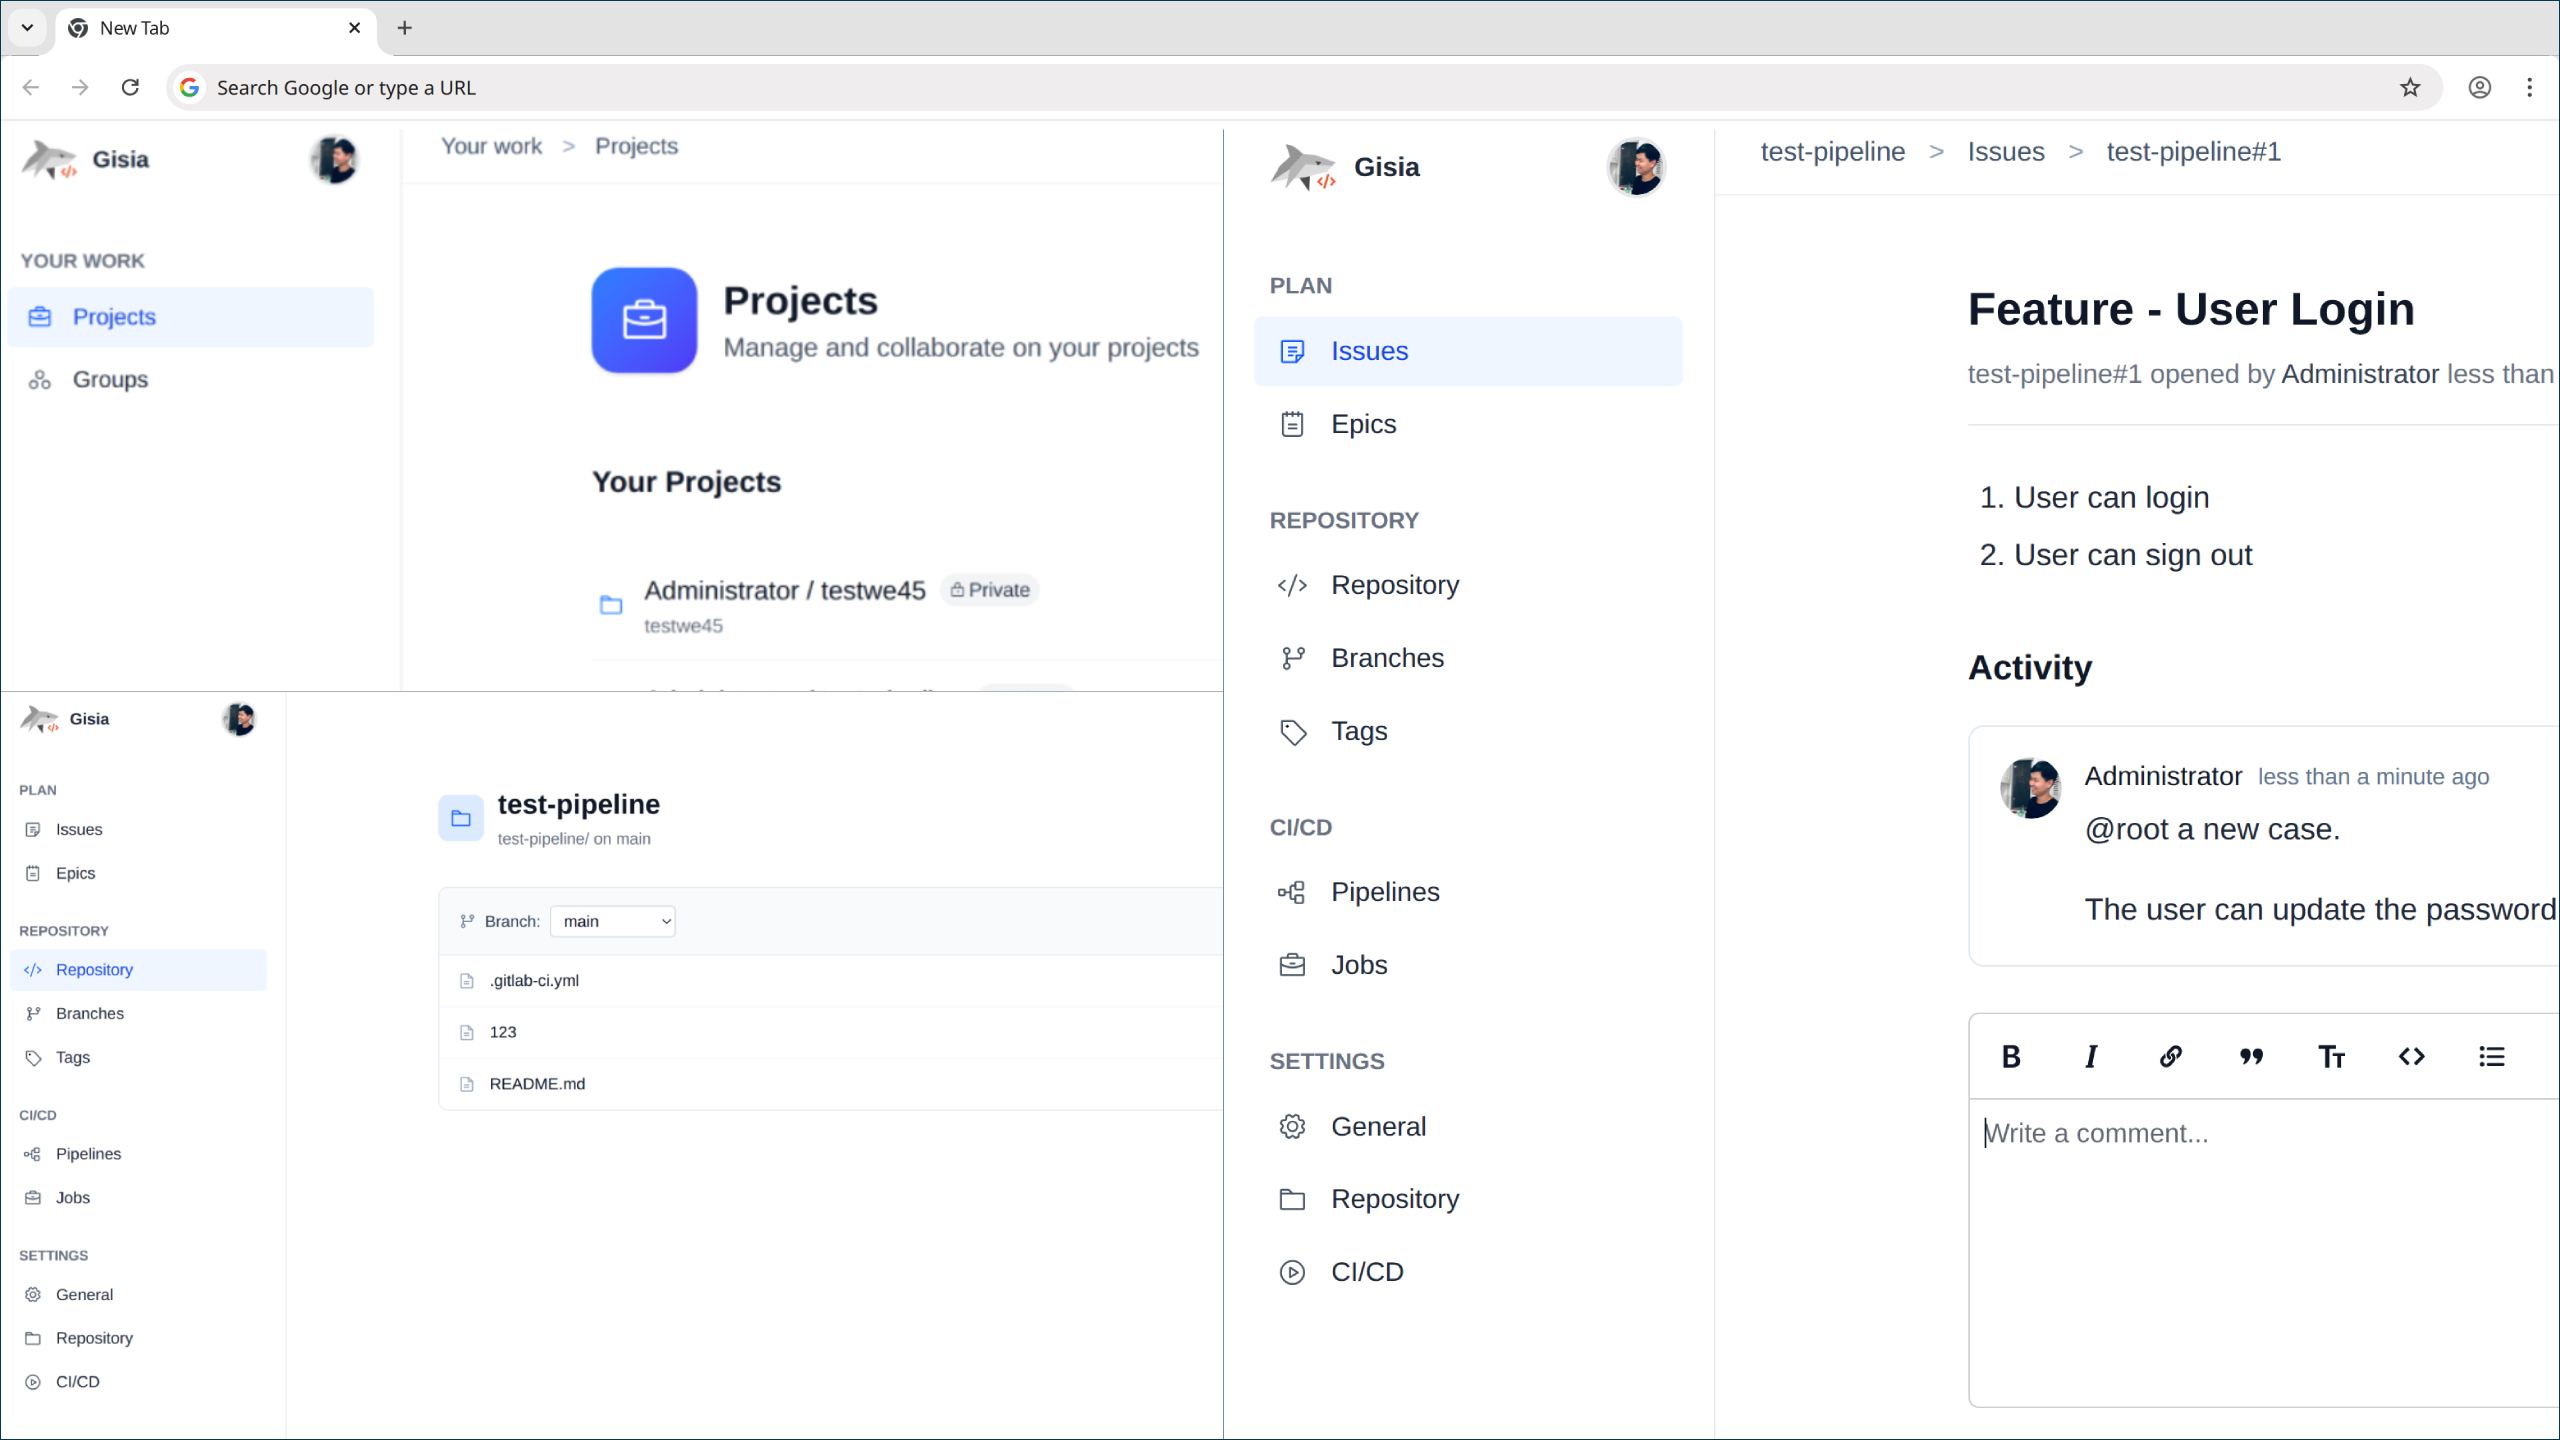 New Tab
Search Google or type a URL
Gisia
Your work > Projects
YOUR WORK
Projects
Groups
Projects
Manage and collaborate on your projects
Your Projects
Administrator / testwe45 Private
testwe45
Gisia
PLAN
Issues
Epics
REPOSITORY
Repository
Branches
Tags
CI/CD
Pipelines
Jobs
SETTINGS
General
Repository
CI/CD
test-pipeline
test-pipeline/ on main
Branch: main
.gitlab-ci.yml
123
README.md
Gisia
PLAN
Issues
Epics
REPOSITORY
Repository
Branches
Tags
CI/CD
Pipelines
Jobs
SETTINGS
General
Repository
CI/CD
test-pipeline > Issues > test-pipeline#1
Feature - User Login
test-pipeline#1 opened by Administrator less than
1. User can login
2. User can sign out
Activity
Administrator less than a minute ago
@root a new case.
The user can update the password
Write a comment...